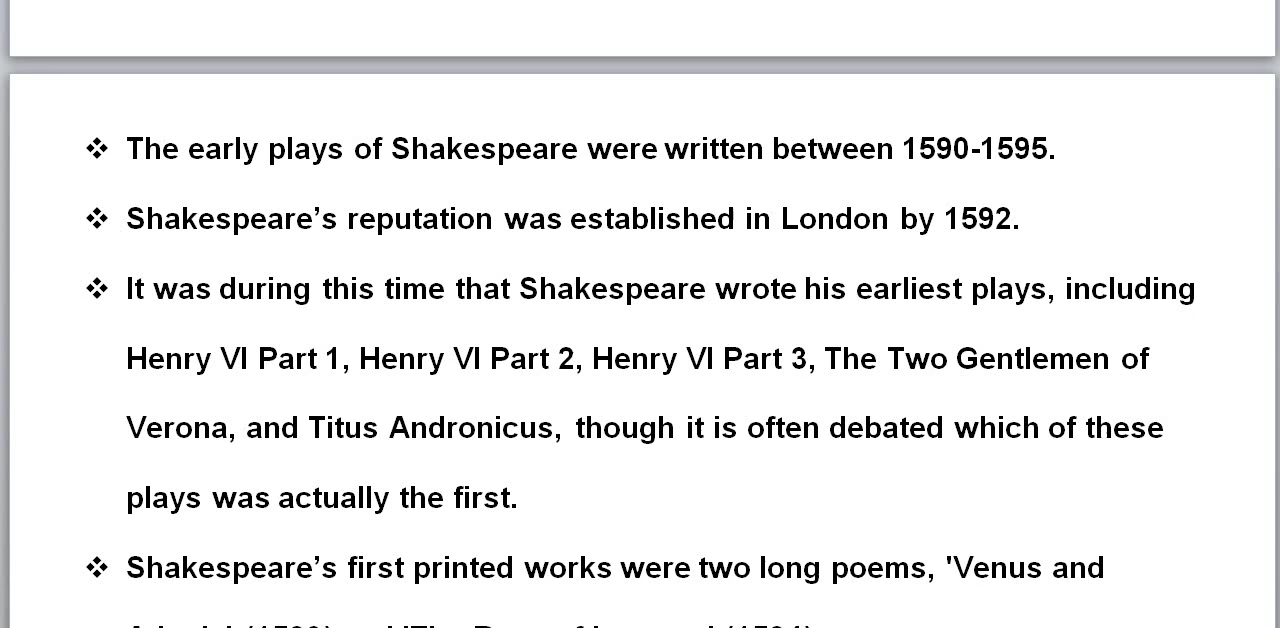 ❖ The early plays of Shakespeare were written between 1590-1595.
❖ Shakespeare’s reputation was established in London by 1592.
❖ It was during this time that Shakespeare wrote his earliest plays, including
Henry VI Part 1, Henry VI Part 2, Henry VI Part 3, The Two Gentlemen of
Verona, and Titus Andronicus, though it is often debated which of these
plays was actually the first.
❖ Shakespeare’s first printed works were two long poems, 'Venus and